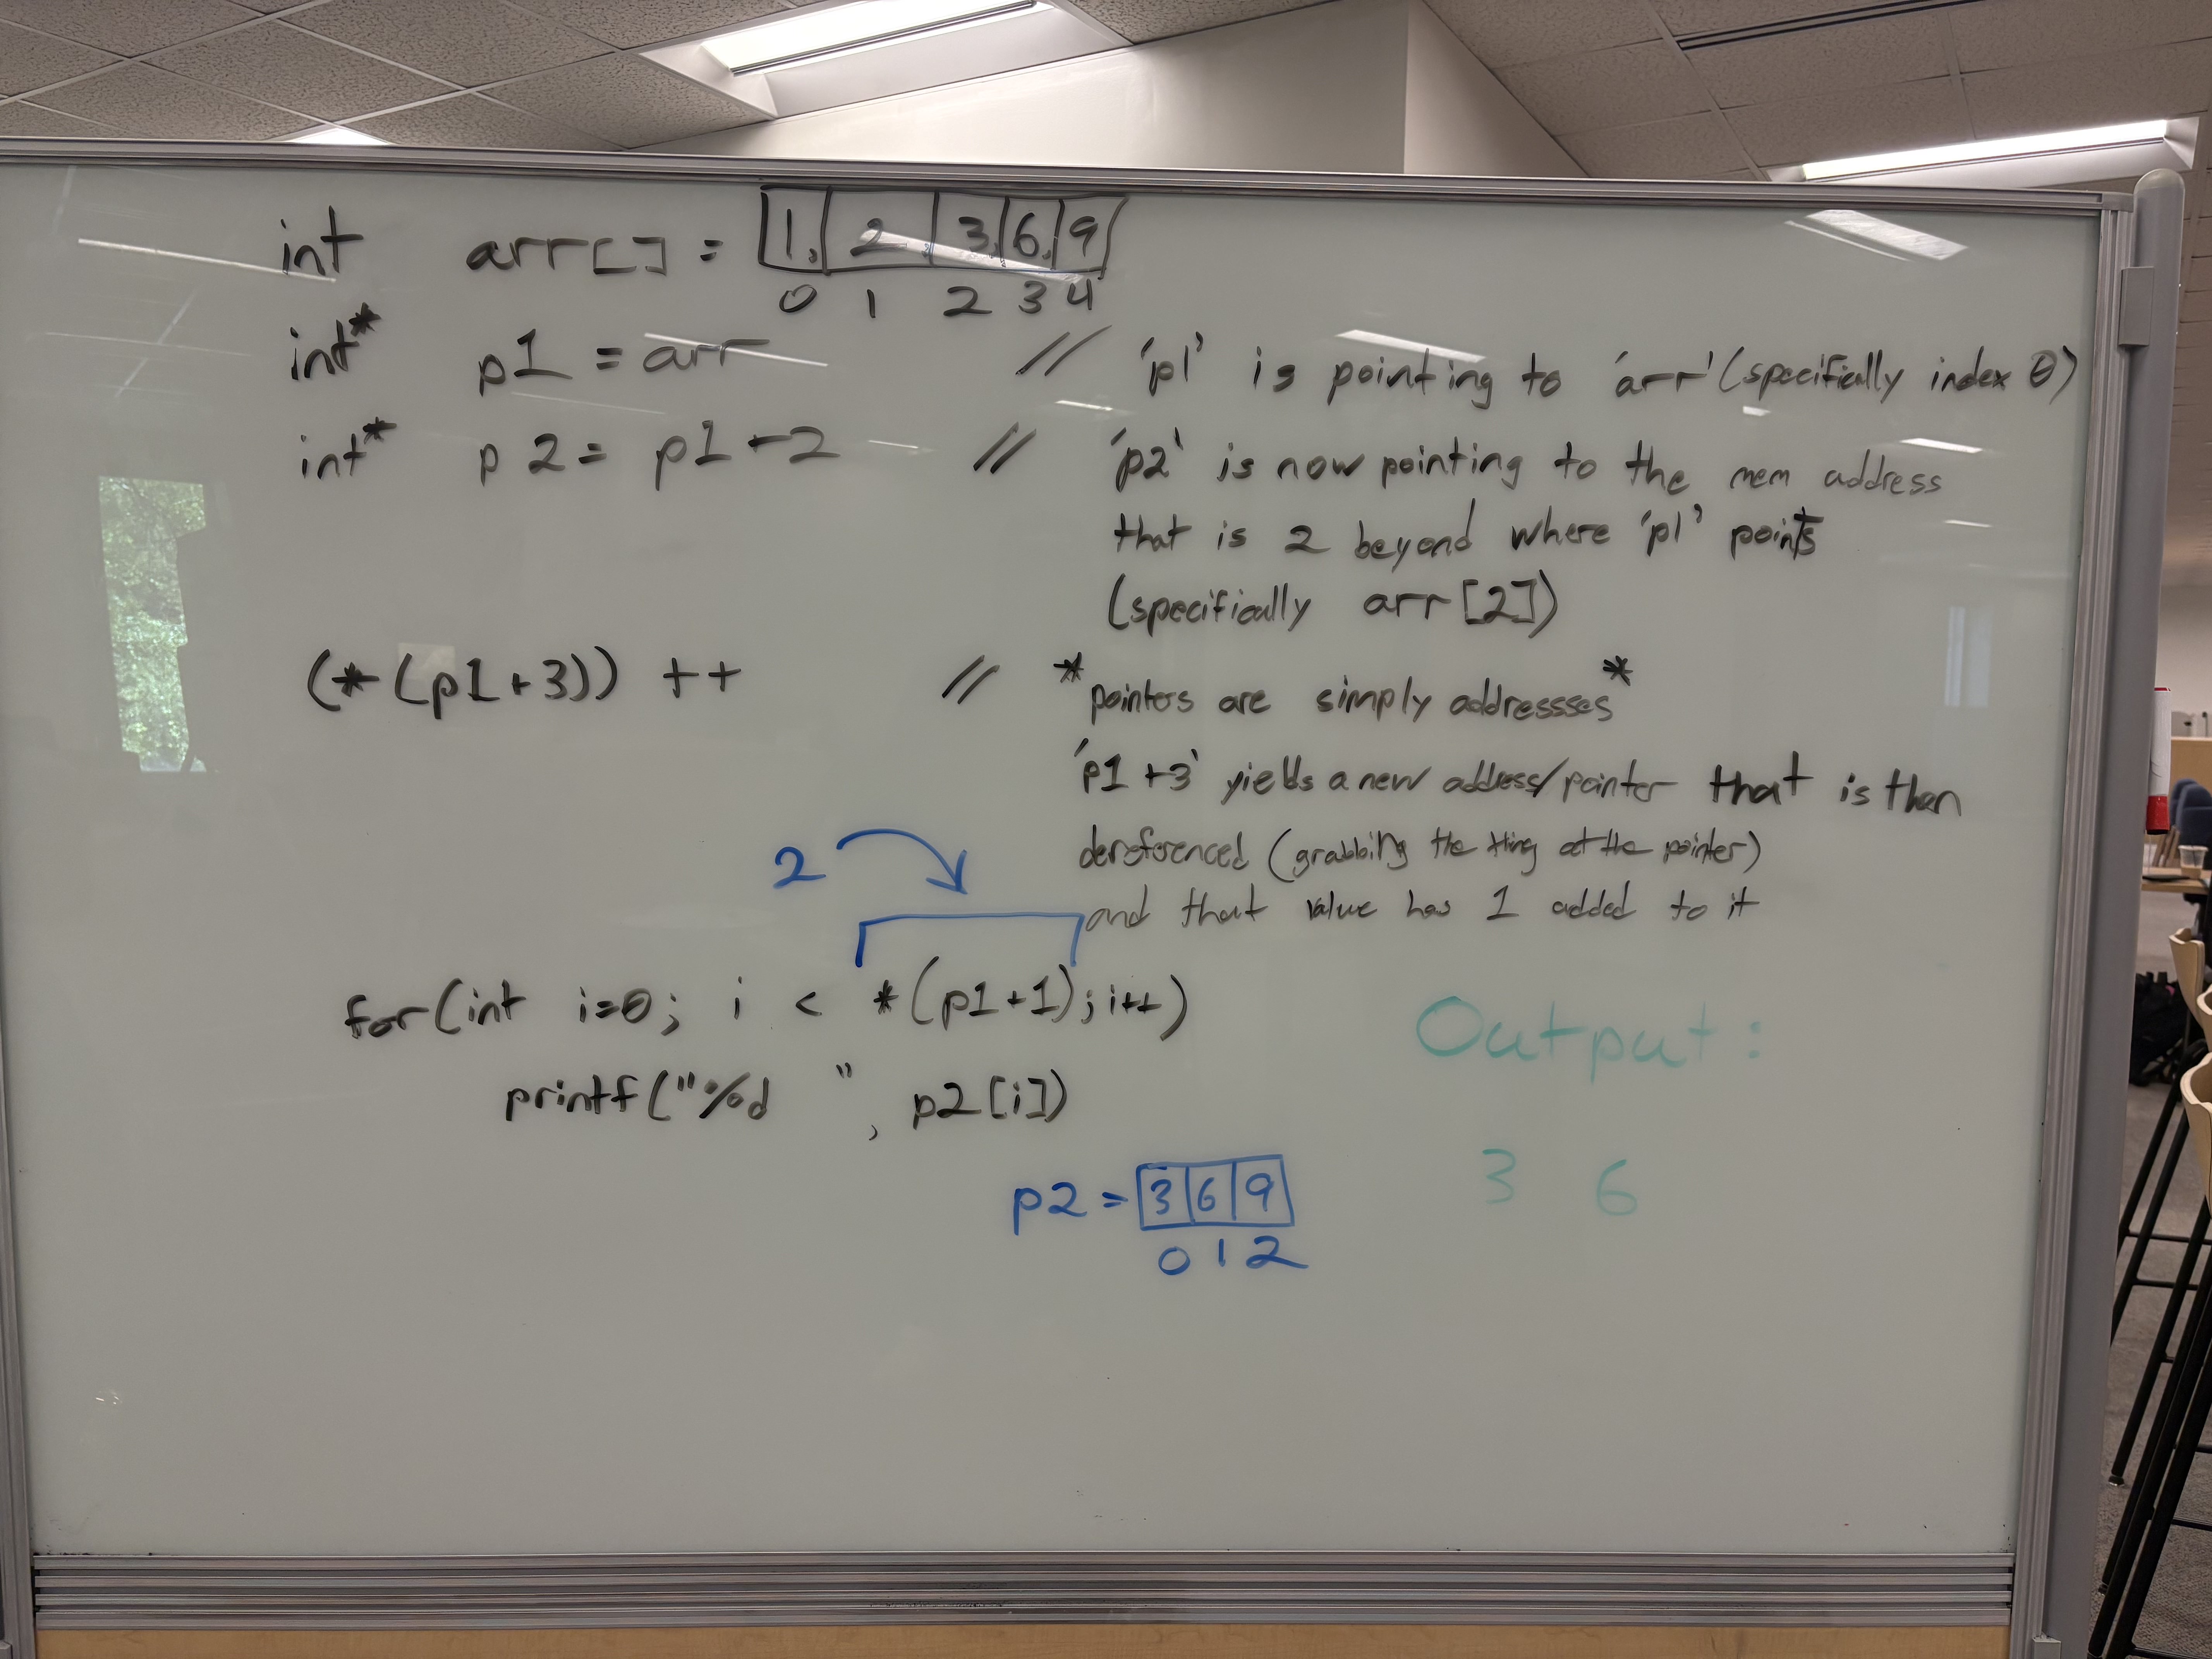 int arr[] = 1, 2, 3, 6, 9
0 1 2 3 4
int* p1 = arr // 'p1' is pointing to 'arr' (specifically index 0)
int* p2 = p1+2 // 'p2' is now pointing to the mem address
that is 2 beyond where 'p1' points
(specifically arr[2])
(*(p1+3))++ // *pointers are simply addressses*
'p1+3' yields a new address/pointer that is then
dereferenced (grabbing the thing at the pointer)
and that value has 1 added to it
2
for(int i=0; i < *(p1+1); i++)
printf("%d ", p2[i])
Output:
3 6
p2 = 3 6 9
0 1 2